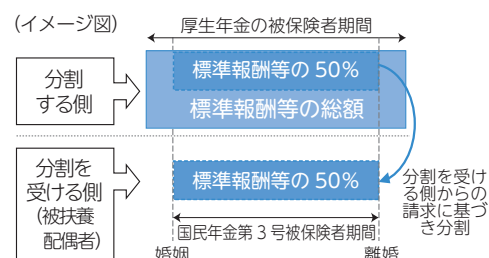 (イメージ図)
厚生年金の被保険者期間
分割
する側
標準報酬等の50%
標準報酬等の総額
分割を
受ける側
(被扶養
配偶者)
標準報酬等の50%
分割を受け
る側からの
請求に基づ
き分割
国民年金第3号被保険者期間
婚姻
離婚